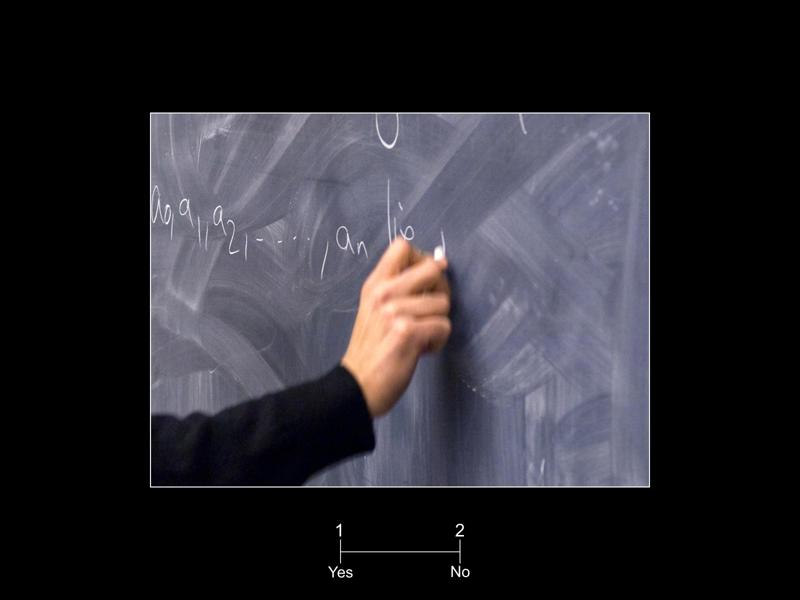 a0, a1, a2, ....., an
1 2
Yes No